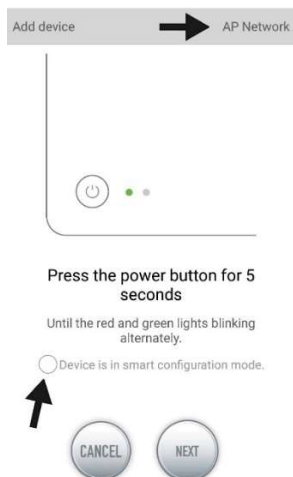 Add device AP Network
Press the power button for 5
seconds
Until the red and green lights blinking
alternately.
Device is in smart configuration mode.
CANCEL NEXT